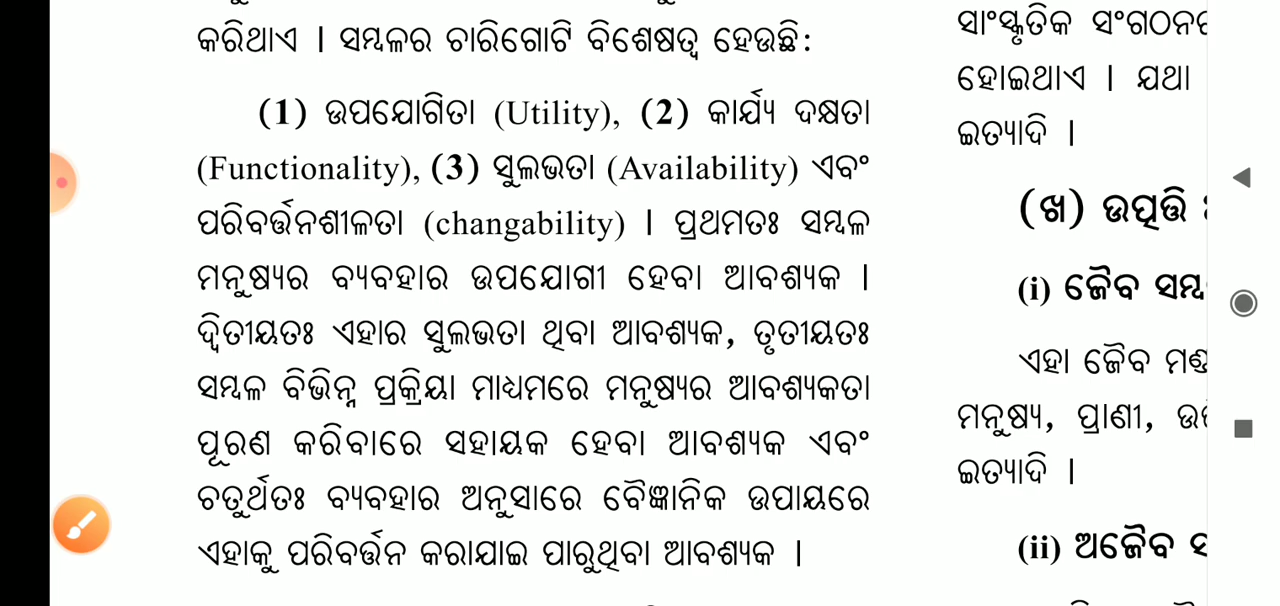 କରିଥାଏ । ସମ୍ବଳର ଚାରିଗୋଟି ବିଶେଷତ୍ୱ ହେଉଛି:
(1) ଉପଯୋଗିତା (Utility), (2) କାର୍ଯ୍ୟ ଦକ୍ଷତା
(Functionality), (3) ସୁଲଭତା (Availability) ଏବଂ
ପରିବର୍ତ୍ତନଶୀଳତା (changability) । ପ୍ରଥମତଃ ସମ୍ବଳ
ମନୁଷ୍ୟର ବ୍ୟବହାର ଉପଯୋଗୀ ହେବା ଆବଶ୍ୟକ ।
ଦ୍ୱିତୀୟତଃ ଏହାର ସୁଲଭତା ଥିବା ଆବଶ୍ୟକ, ତୃତୀୟତଃ
ସମ୍ବଳ ବିଭିନ୍ନ ପ୍ରକ୍ରିୟା ମାଧ୍ୟମରେ ମନୁଷ୍ୟର ଆବଶ୍ୟକତା
ପୂରଣ କରିବାରେ ସହାୟକ ହେବା ଆବଶ୍ୟକ ଏବଂ
ଚତୁର୍ଥତଃ ବ୍ୟବହାର ଅନୁସାରେ ବୈଜ୍ଞାନିକ ଉପାୟରେ
ଏହାକୁ ପରିବର୍ତ୍ତନ କରାଯାଇ ପାରୁଥିବା ଆବଶ୍ୟକ ।
ସାଂସ୍କୃତିକ
ହୋଇଥାଏ । ଯଥା
ଇତ୍ୟାଦି ।
(ଖ) ଉତ୍ପତ୍ତି
(i) ଜୈବ
ଏହା ଜୈବ
ମନୁଷ୍ୟ, ପ୍ରାଣୀ,
ଇତ୍ୟାଦି ।
(ii) ଅଜୈବ